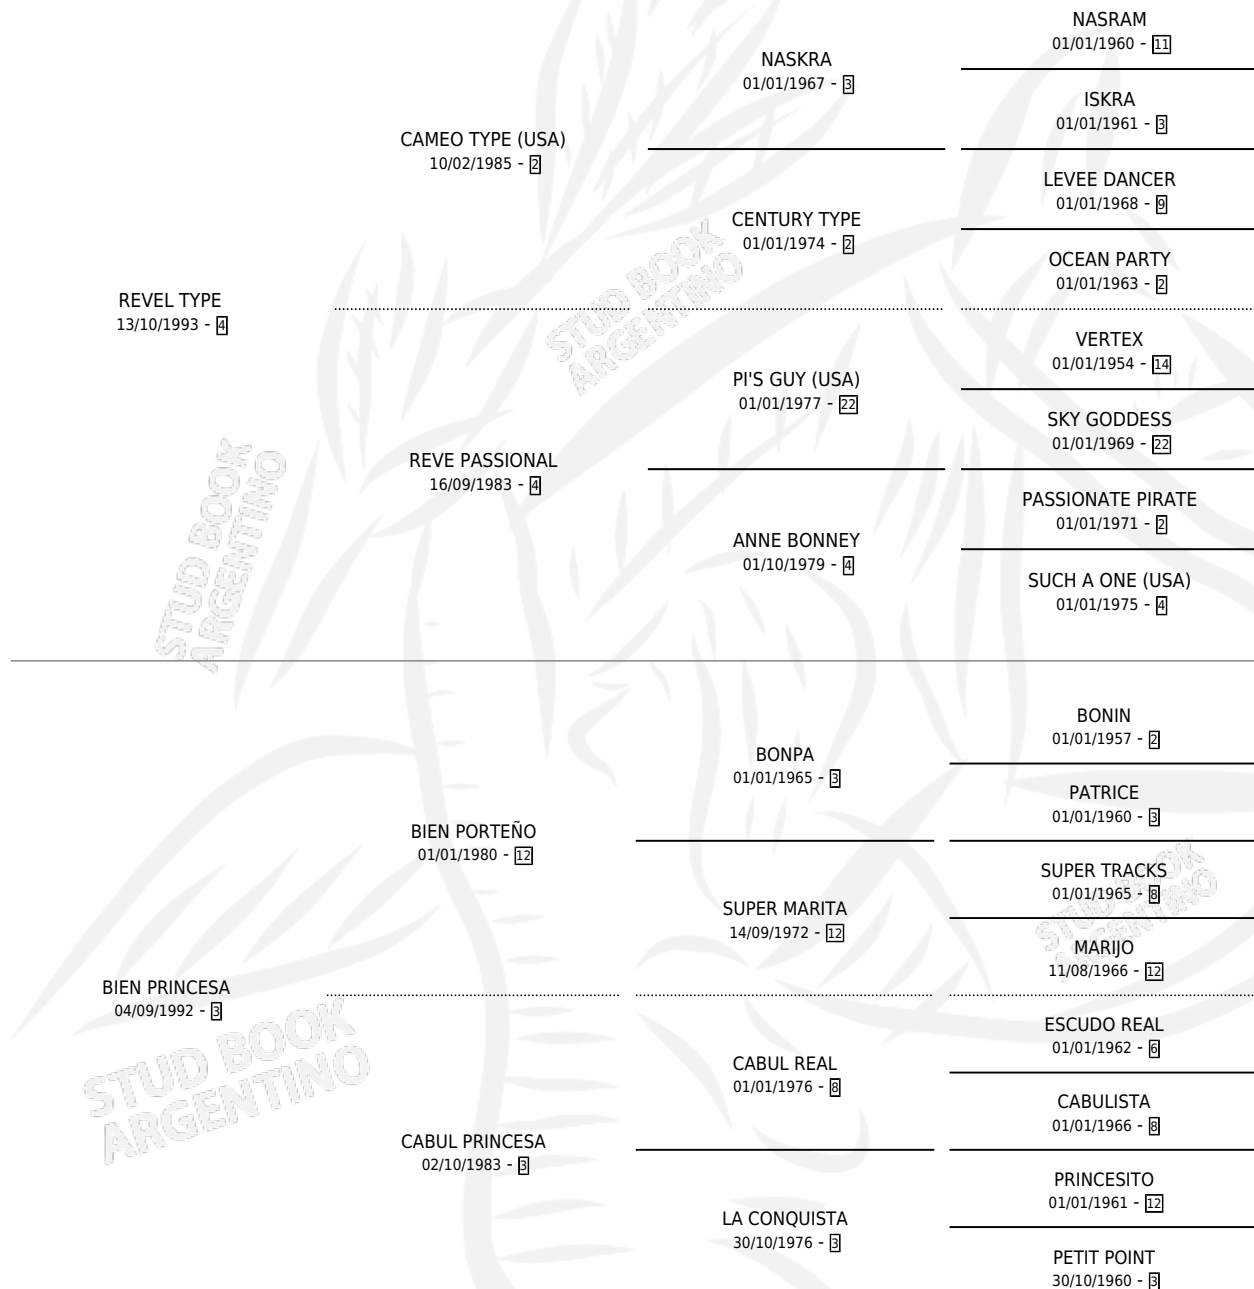 NASRAM
01/01/1960 - 11
NASKRA
01/01/1967 - 3
ISKRA
01/01/1961 - 3
CAMEO TYPE (USA)
10/02/1985 - 2
LEVEE DANCER
01/01/1968 - 9
CENTURY TYPE
01/01/1974 - 2
OCEAN PARTY
01/01/1963 - 2
REVEL TYPE
13/10/1993 - 4
STUD BOOK
ARGENTINO
VERTEX
01/01/1954 - 14
PI'S GUY (USA)
01/01/1977 - 22
SKY GODDESS
01/01/1969 - 22
REVE PASSIONAL
16/09/1983 - 4
PASSIONATE PIRATE
01/01/1971 - 2
ANNE BONNEY
01/10/1979 - 4
SUCH A ONE (USA)
01/01/1975 - 4
STUD BOOK
ARGENTINO
BONIN
01/01/1957 - 2
BONPA
01/01/1965 - 3
PATRICE
01/01/1960 - 3
BIEN PORTEÑO
01/01/1980 - 12
SUPER TRACKS
01/01/1965 - 8
SUPER MARITA
14/09/1972 - 12
MARIJO
11/08/1966 - 12
STUD BOOK
ARGENTINO
BIEN PRINCESA
04/09/1992 - 3
ESCUDO REAL
01/01/1962 - 6
CABUL REAL
01/01/1976 - 8
CABULISTA
01/01/1966 - 8
STUD BOOK
ARGENTINO
CABUL PRINCESA
02/10/1983 - 3
PRINCESITO
01/01/1961 - 12
LA CONQUISTA
30/10/1976 - 3
PETIT POINT
30/10/1960 - 3